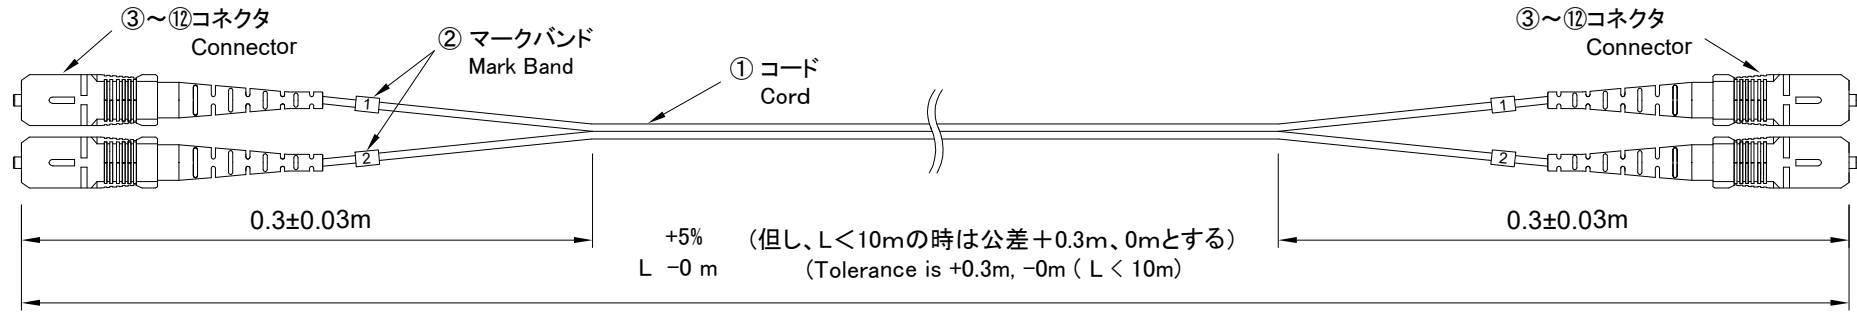 ③～⑫コネクタ
Connector
② マークバンド
Mark Band
① コード
Cord
③～⑫コネクタ
Connector
1
1
2
2
0.3±0.03m
0.3±0.03m
+5% (但し、L＜10mの時は公差＋0.3m、0mとする)
L -0 m (Tolerance is +0.3m, -0m ( L < 10m)